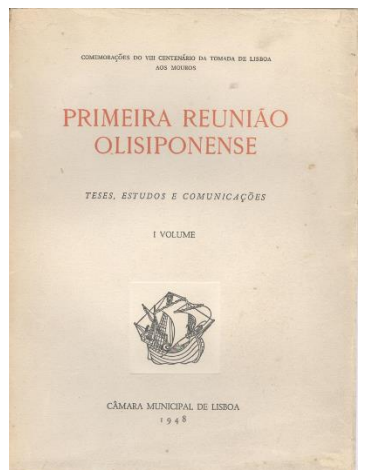 COMEMORAÇÕES DO VIII CENTENÁRIO DA TOMADA DE LISBOA
AOS MOUROS
PRIMEIRA REUNIÃO
OLISIPONENSE
TESES, ESTUDOS E COMUNICAÇÕES
I VOLUME
CÂMARA MUNICIPAL DE LISBOA
1948